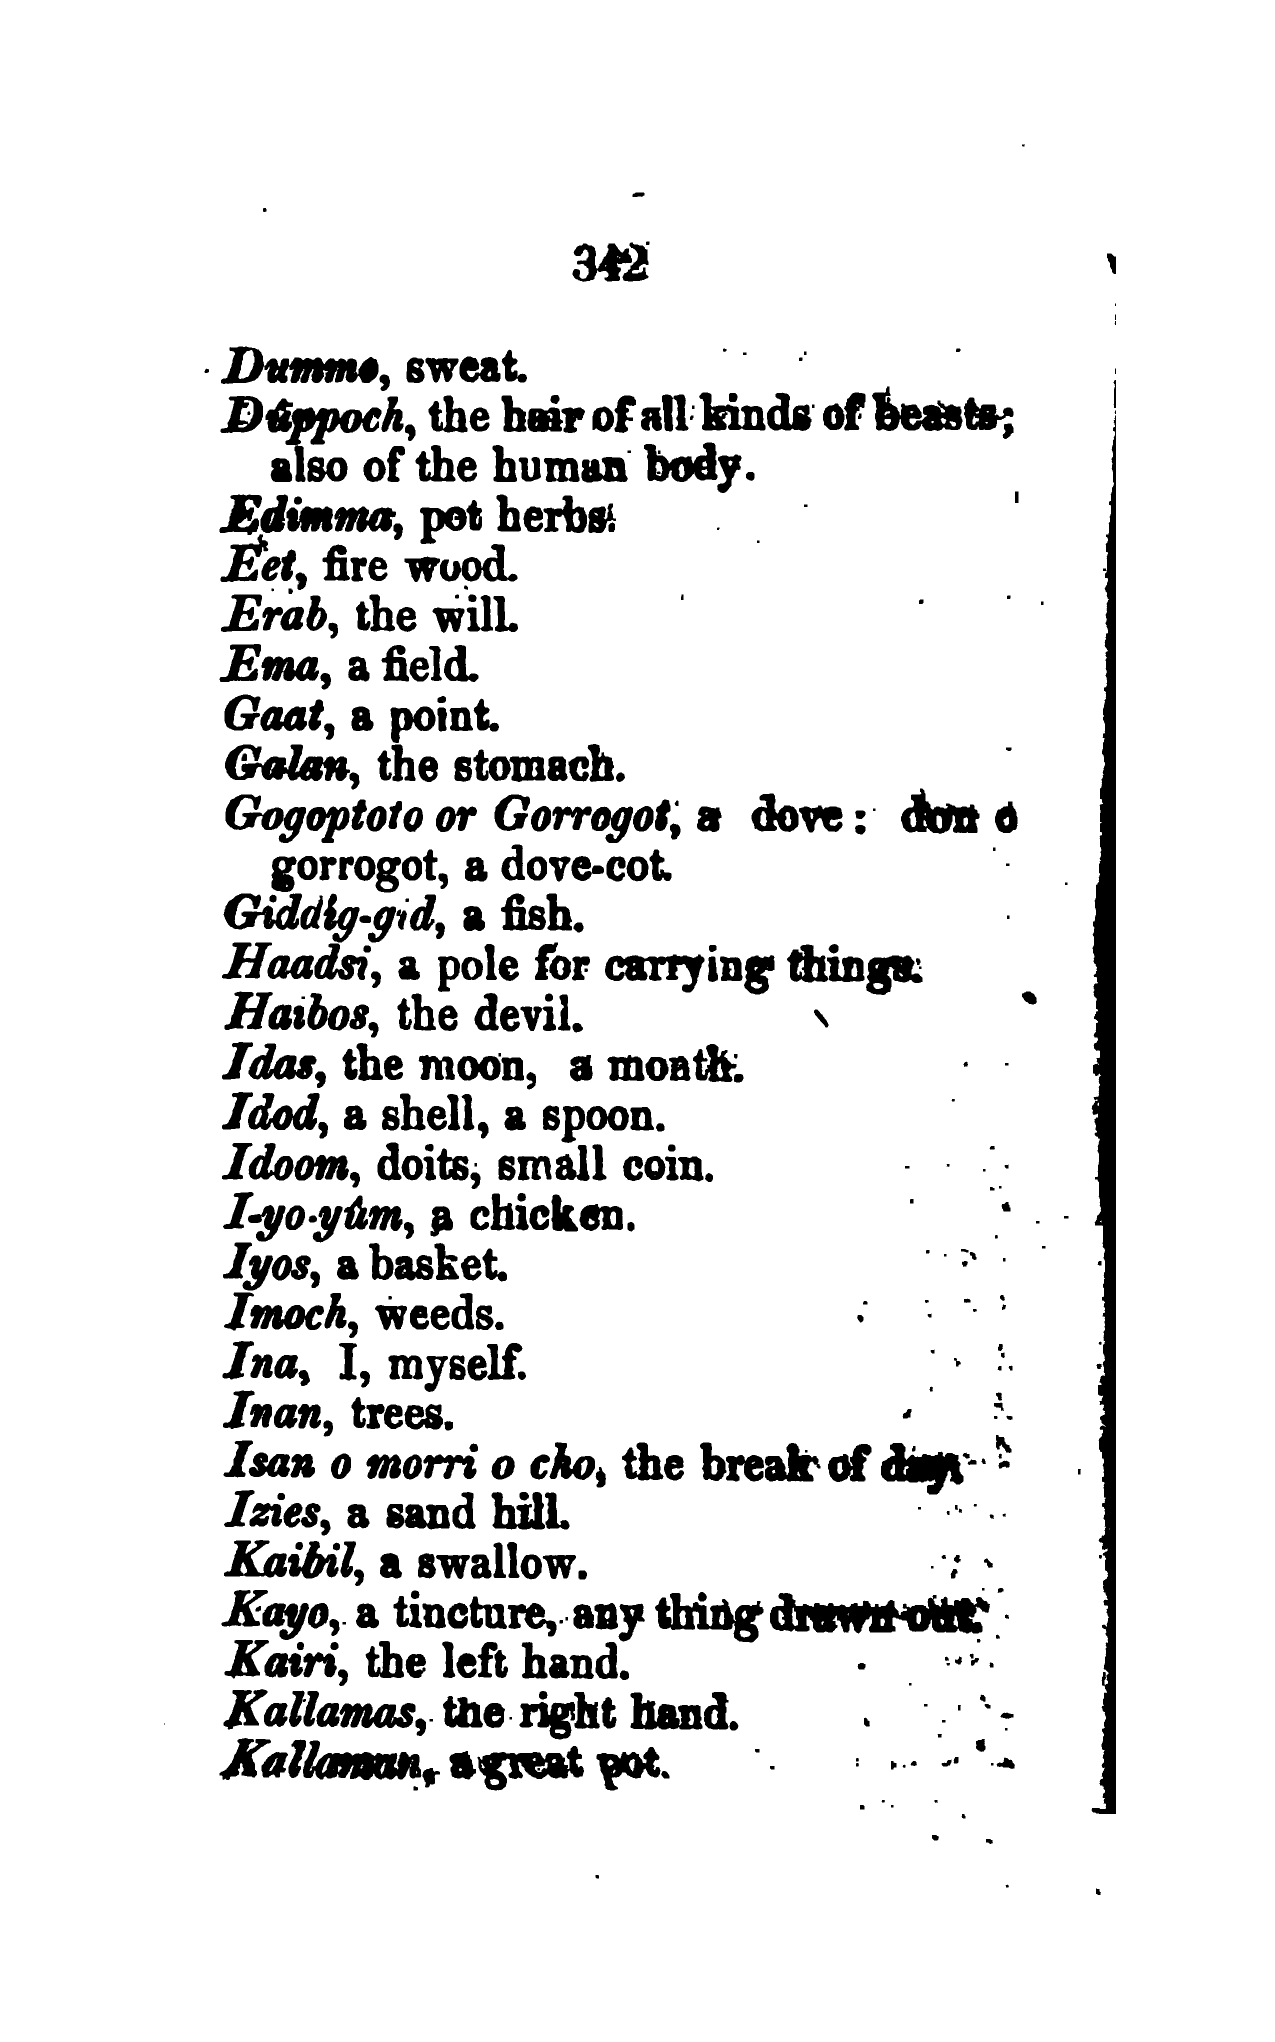 342
Dummo, sweat.
Dûppoch, the hair of all kinds of beasts;
also of the human body.
Edimma, pot herbs.
Eet, fire wood.
Erab, the will.
Ema, a field.
Gaat, a point.
Galan, the stomach.
Gogoptoto or Gorrogot, a dove: don o
gorrogot, a dove-cot.
Giddig-gid, a fish.
Haadsi, a pole for carrying things.
Haibos, the devil.
Idas, the moon, a month.
Idod, a shell, a spoon.
Idoom, doits, small coin.
I-yo-yûm, a chicken.
Iyos, a basket.
Imoch, weeds.
Ina, I, myself.
Inan, trees.
Isan o morri o cho, the break of day.
Izies, a sand hill.
Kaibil, a swallow.
Kayo, a tincture, any thing drawn out.
Kairi, the left hand.
Kallamas, the right hand.
Kallaman, a great pot.